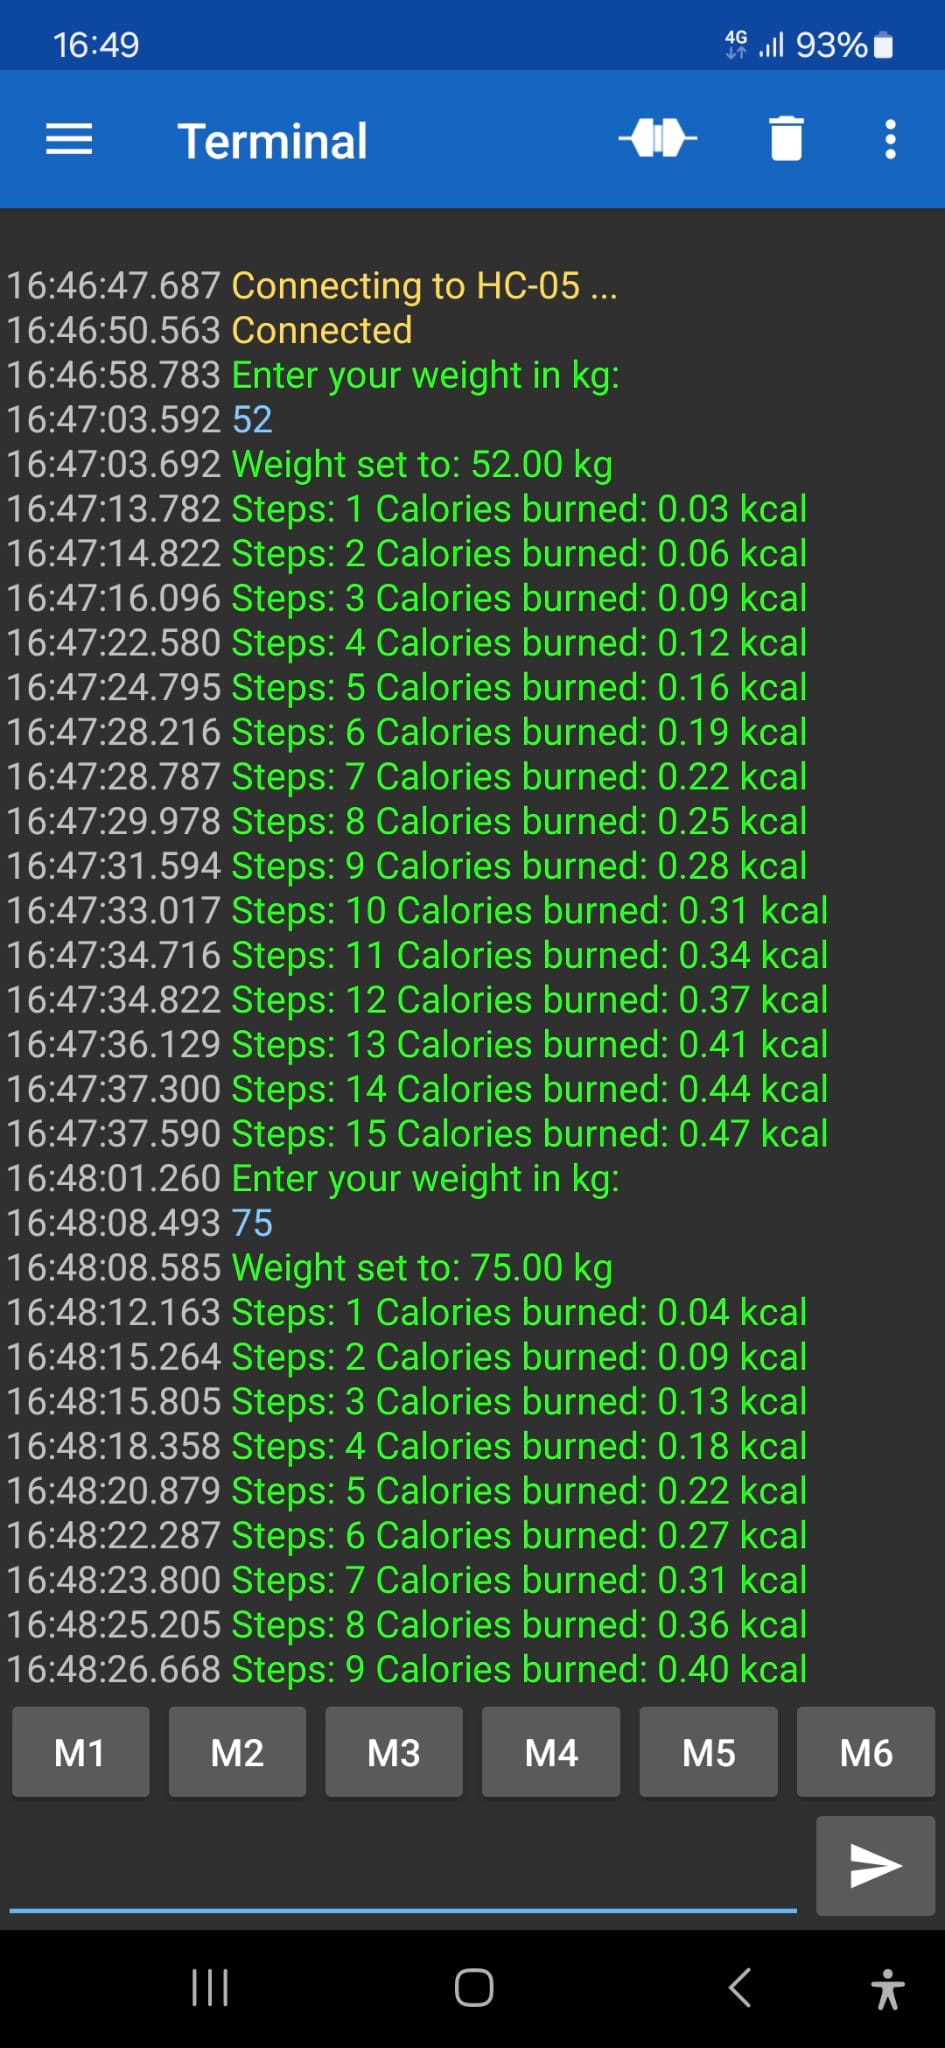 16:49 4G 93%
Terminal
16:46:47.687 Connecting to HC-05 ...
16:46:50.563 Connected
16:46:58.783 Enter your weight in kg:
16:47:03.592 52
16:47:03.692 Weight set to: 52.00 kg
16:47:13.782 Steps: 1 Calories burned: 0.03 kcal
16:47:14.822 Steps: 2 Calories burned: 0.06 kcal
16:47:16.096 Steps: 3 Calories burned: 0.09 kcal
16:47:22.580 Steps: 4 Calories burned: 0.12 kcal
16:47:24.795 Steps: 5 Calories burned: 0.16 kcal
16:47:28.216 Steps: 6 Calories burned: 0.19 kcal
16:47:28.787 Steps: 7 Calories burned: 0.22 kcal
16:47:29.978 Steps: 8 Calories burned: 0.25 kcal
16:47:31.594 Steps: 9 Calories burned: 0.28 kcal
16:47:33.017 Steps: 10 Calories burned: 0.31 kcal
16:47:34.716 Steps: 11 Calories burned: 0.34 kcal
16:47:34.822 Steps: 12 Calories burned: 0.37 kcal
16:47:36.129 Steps: 13 Calories burned: 0.41 kcal
16:47:37.300 Steps: 14 Calories burned: 0.44 kcal
16:47:37.590 Steps: 15 Calories burned: 0.47 kcal
16:48:01.260 Enter your weight in kg:
16:48:08.493 75
16:48:08.585 Weight set to: 75.00 kg
16:48:12.163 Steps: 1 Calories burned: 0.04 kcal
16:48:15.264 Steps: 2 Calories burned: 0.09 kcal
16:48:15.805 Steps: 3 Calories burned: 0.13 kcal
16:48:18.358 Steps: 4 Calories burned: 0.18 kcal
16:48:20.879 Steps: 5 Calories burned: 0.22 kcal
16:48:22.287 Steps: 6 Calories burned: 0.27 kcal
16:48:23.800 Steps: 7 Calories burned: 0.31 kcal
16:48:25.205 Steps: 8 Calories burned: 0.36 kcal
16:48:26.668 Steps: 9 Calories burned: 0.40 kcal
M1 M2 M3 M4 M5 M6